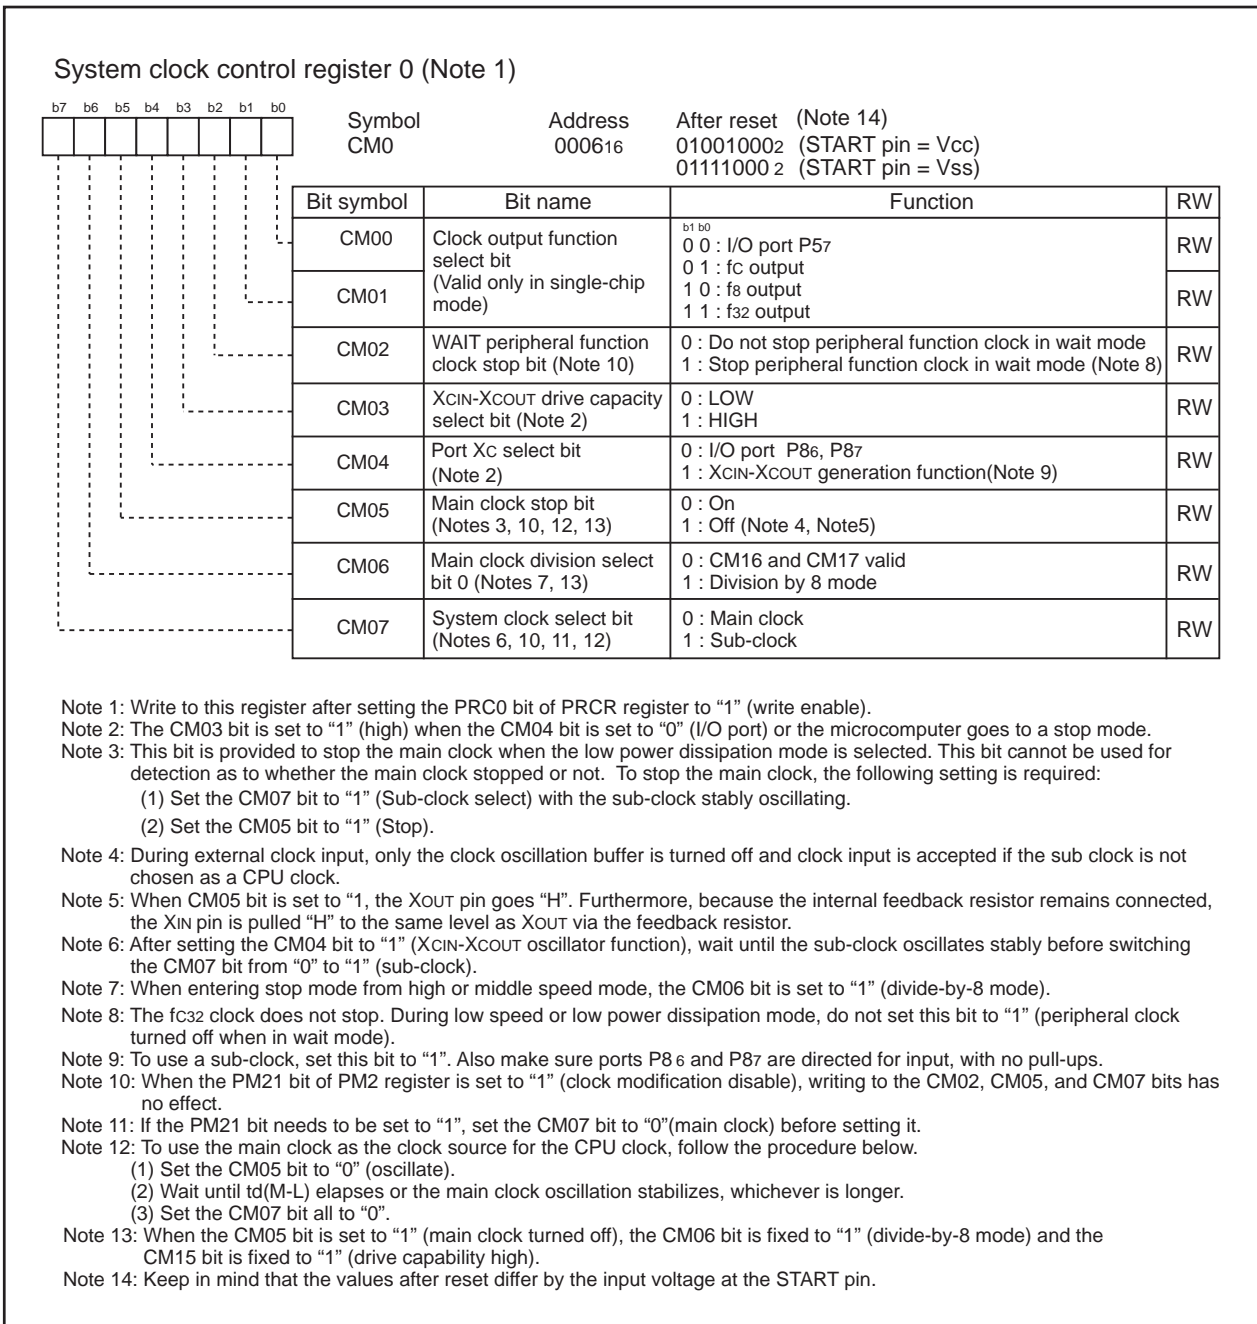 System clock control register 0 (Note 1)
b7 b6 b5 b4 b3 b2 b1 b0
Symbol Address After reset (Note 14)
CM0 000616 010010002 (START pin = Vcc)
01111000 2 (START pin = Vss)
Bit symbol Bit name Function RW
CM00 Clock output function select bit (Valid only in single-chip mode) RW
b1 b0
0 0 : I/O port P57
0 1 : fC output
1 0 : f8 output
1 1 : f32 output
CM01 RW
CM02 WAIT peripheral function clock stop bit (Note 10)
0 : Do not stop peripheral function clock in wait mode
1 : Stop peripheral function clock in wait mode (Note 8)
RW
CM03 XCIN-XCOUT drive capacity select bit (Note 2)
0 : LOW
1 : HIGH
RW
CM04 Port XC select bit (Note 2)
0 : I/O port P86, P87
1 : XCIN-XCOUT generation function(Note 9)
RW
CM05 Main clock stop bit (Notes 3, 10, 12, 13)
0 : On
1 : Off (Note 4, Note5)
RW
CM06 Main clock division select bit 0 (Notes 7, 13)
0 : CM16 and CM17 valid
1 : Division by 8 mode
RW
CM07 System clock select bit (Notes 6, 10, 11, 12)
0 : Main clock
1 : Sub-clock
RW
Note 1: Write to this register after setting the PRC0 bit of PRCR register to “1” (write enable).
Note 2: The CM03 bit is set to “1” (high) when the CM04 bit is set to “0” (I/O port) or the microcomputer goes to a stop mode.
Note 3: This bit is provided to stop the main clock when the low power dissipation mode is selected. This bit cannot be used for
detection as to whether the main clock stopped or not. To stop the main clock, the following setting is required:
(1) Set the CM07 bit to “1” (Sub-clock select) with the sub-clock stably oscillating.
(2) Set the CM05 bit to “1” (Stop).
Note 4: During external clock input, only the clock oscillation buffer is turned off and clock input is accepted if the sub clock is not
chosen as a CPU clock.
Note 5: When CM05 bit is set to “1, the XOUT pin goes “H”. Furthermore, because the internal feedback resistor remains connected,
the XIN pin is pulled “H” to the same level as XOUT via the feedback resistor.
Note 6: After setting the CM04 bit to “1” (XCIN-XCOUT oscillator function), wait until the sub-clock oscillates stably before switching
the CM07 bit from “0” to “1” (sub-clock).
Note 7: When entering stop mode from high or middle speed mode, the CM06 bit is set to “1” (divide-by-8 mode).
Note 8: The fC32 clock does not stop. During low speed or low power dissipation mode, do not set this bit to “1” (peripheral clock
turned off when in wait mode).
Note 9: To use a sub-clock, set this bit to “1”. Also make sure ports P8 6 and P87 are directed for input, with no pull-ups.
Note 10: When the PM21 bit of PM2 register is set to “1” (clock modification disable), writing to the CM02, CM05, and CM07 bits has
no effect.
Note 11: If the PM21 bit needs to be set to “1”, set the CM07 bit to “0”(main clock) before setting it.
Note 12: To use the main clock as the clock source for the CPU clock, follow the procedure below.
(1) Set the CM05 bit to “0” (oscillate).
(2) Wait until td(M-L) elapses or the main clock oscillation stabilizes, whichever is longer.
(3) Set the CM07 bit all to “0”.
Note 13: When the CM05 bit is set to “1” (main clock turned off), the CM06 bit is fixed to “1” (divide-by-8 mode) and the
CM15 bit is fixed to “1” (drive capability high).
Note 14: Keep in mind that the values after reset differ by the input voltage at the START pin.